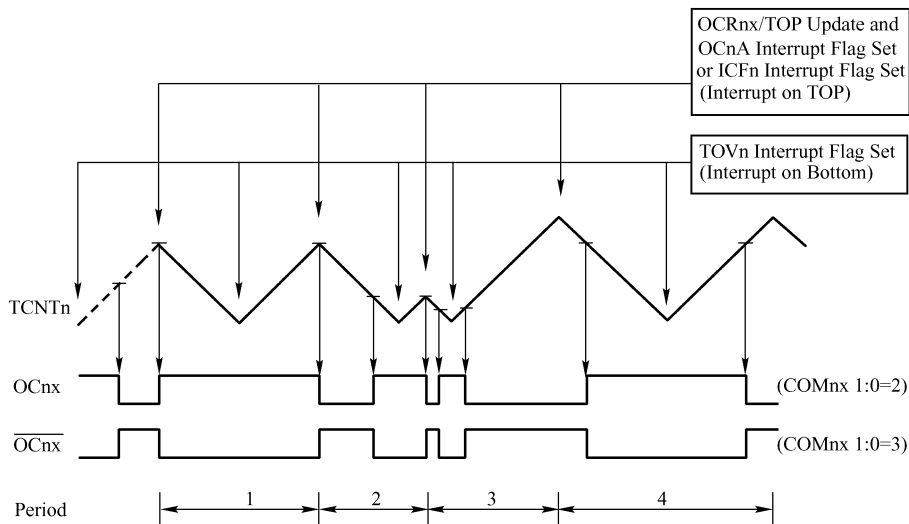 OCRnx/TOP Update and
OCnA Interrupt Flag Set
or ICFn Interrupt Flag Set
(Interrupt on TOP)
TOVn Interrupt Flag Set
(Interrupt on Bottom)
TCNTn
OCnx
(COMnx 1:0=2)
OCnx
(COMnx 1:0=3)
Period
1
2
3
4